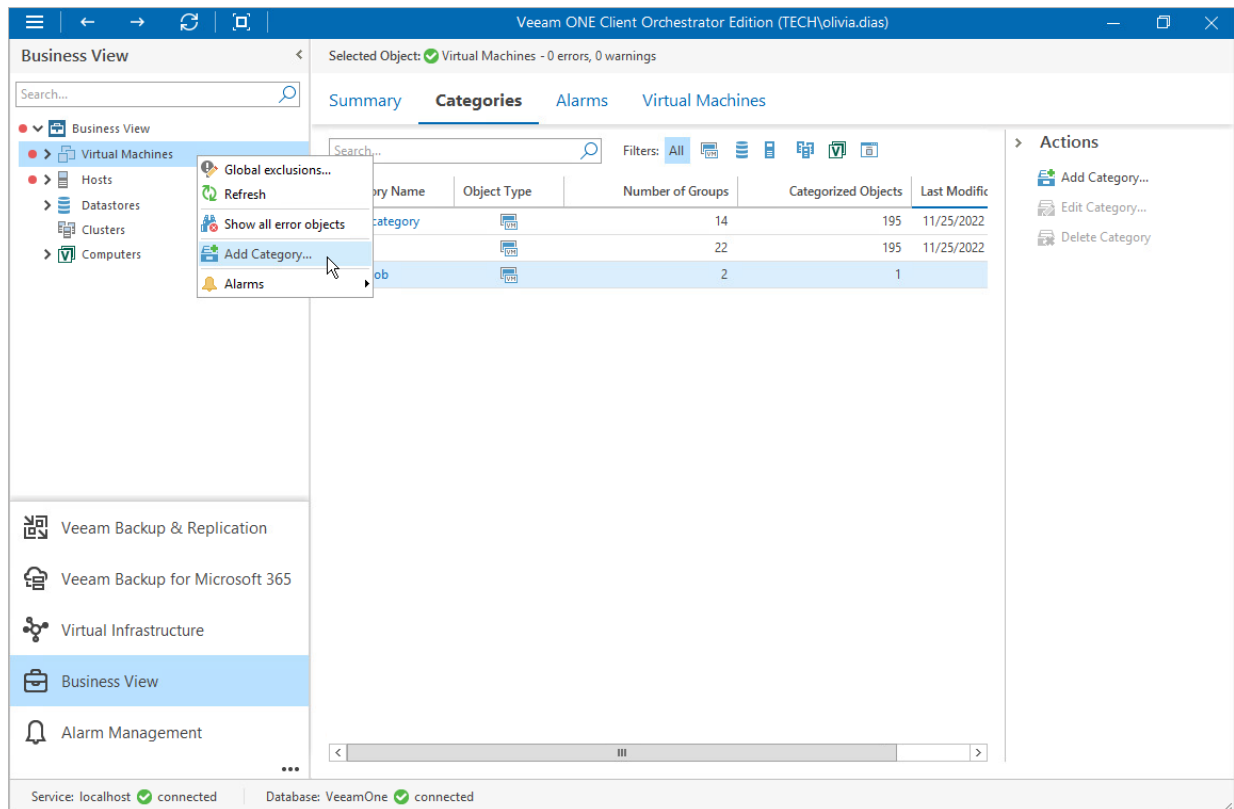 Veeam ONE Client Orchestrator Edition (TECH\olivia.dias)
Business View
Search...
Business View
Virtual Machines
Hosts
Datastores
Clusters
Computers
Global exclusions...
Refresh
Show all error objects
Add Category...
Alarms
Veeam Backup & Replication
Veeam Backup for Microsoft 365
Virtual Infrastructure
Business View
Alarm Management
Selected Object: Virtual Machines - 0 errors, 0 warnings
Summary Categories Alarms Virtual Machines
Search... Filters: All
Name Object Type Number of Groups Categorized Objects Last
category VM 14 195 11/25/2022
VM 22 195 11/25/2022
VM 2 1
Actions
Add Category...
Edit Category...
Delete Category
Service: localhost connected Database: VeeamOne connected